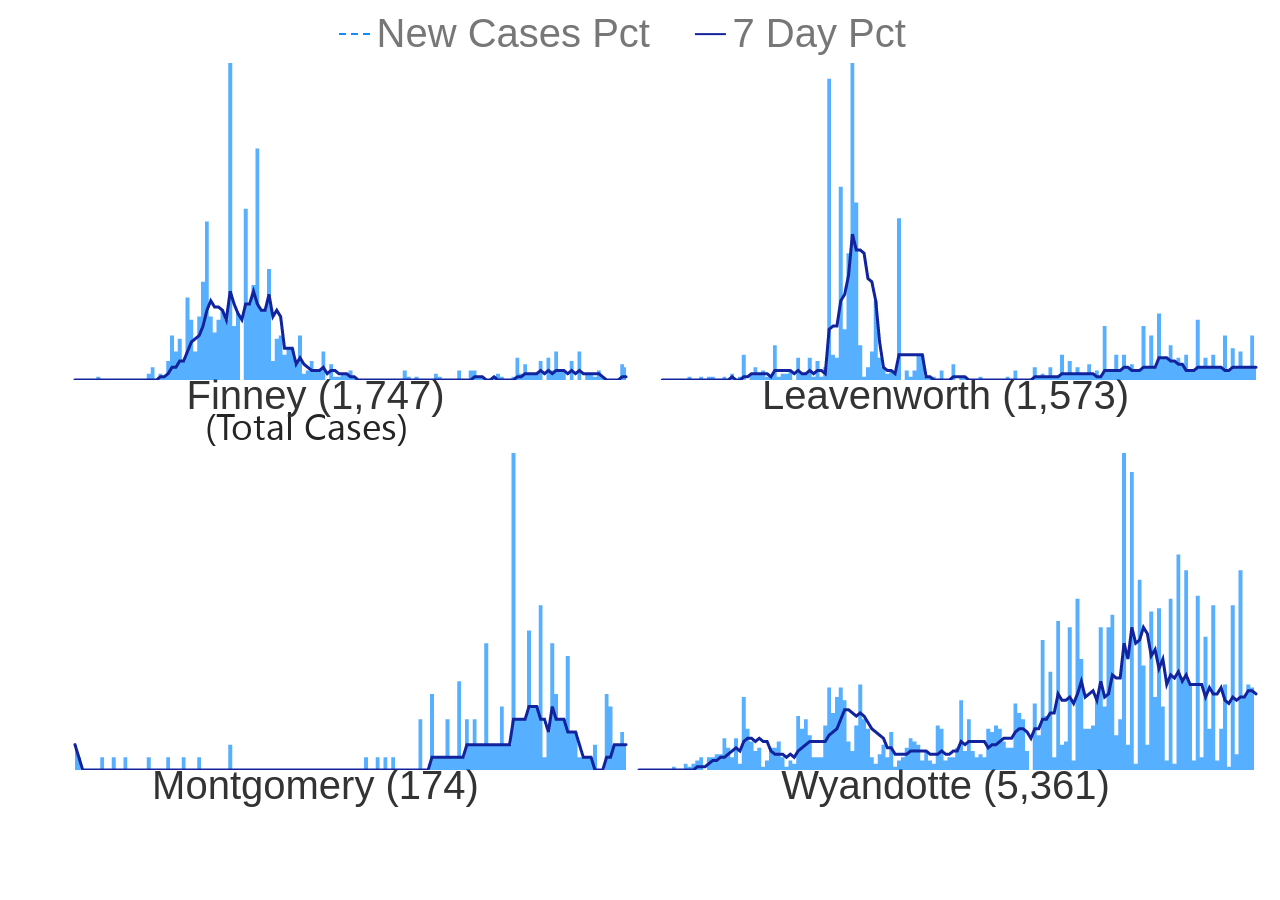 New Cases Pct 7 Day Pct
Finney (1,747)
(Total Cases)
Leavenworth (1,573)
Montgomery (174)
Wyandotte (5,361)